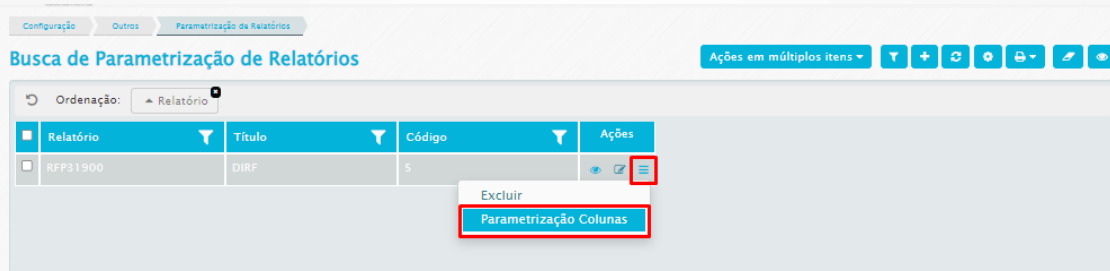 Configuração Outros Parametrização de Relatórios
Busca de Parametrização de Relatórios
Ações em múltiplos itens
Ordenação: Relatório
Relatório Título Código Ações
RFP31900 DIRF 5
Excluir
Parametrização Colunas